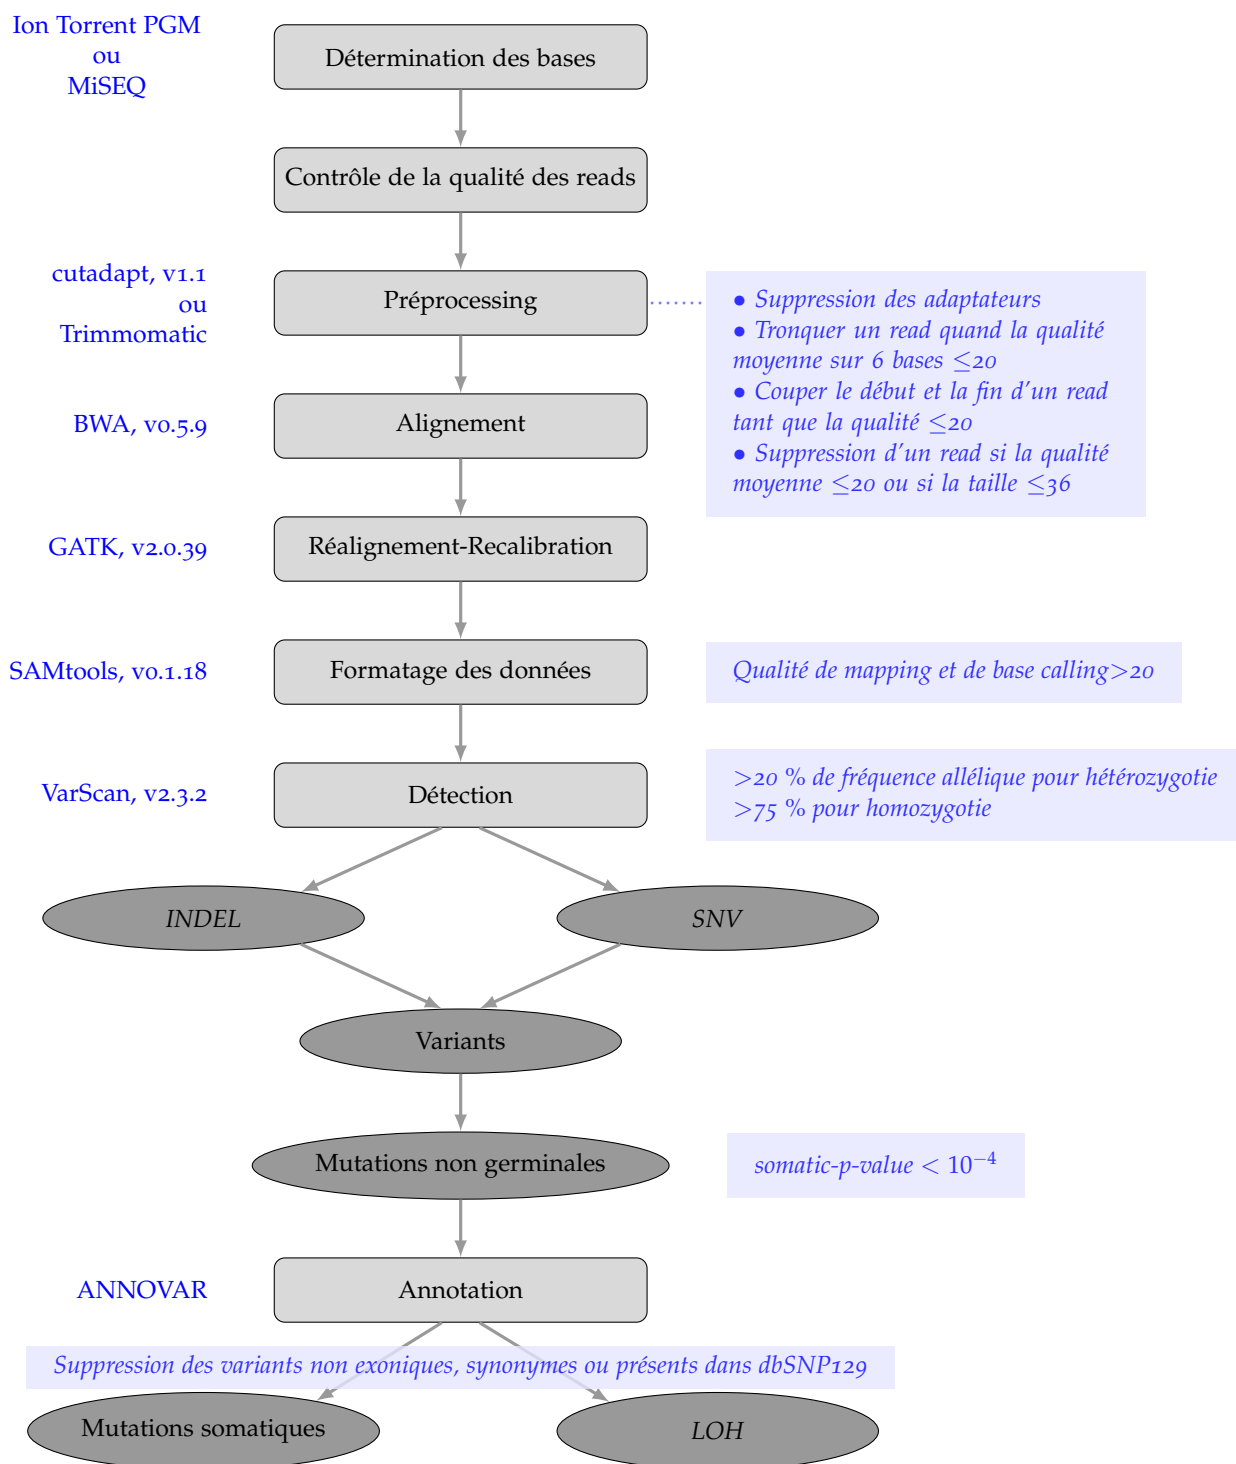 Ion Torrent PGM
ou
MiSEQ
Détermination des bases
Contrôle de la qualité des reads
cutadapt, v1.1
ou
Trimmomatic
Préprocessing
• Suppression des adaptateurs
• Tronquer un read quand la qualité
moyenne sur 6 bases ≤20
• Couper le début et la fin d'un read
tant que la qualité ≤20
• Suppression d'un read si la qualité
moyenne ≤20 ou si la taille ≤36
BWA, v0.5.9
Alignement
GATK, v2.0.39
Réalignement-Recalibration
SAMtools, v0.1.18
Formatage des données
Qualité de mapping et de base calling>20
VarScan, v2.3.2
Détection
>20 % de fréquence allélique pour hétérozygotie
>75 % pour homozygotie
INDEL
SNV
Variants
Mutations non germinales
somatic-p-value < 10⁻⁴
ANNOVAR
Annotation
Suppression des variants non exoniques, synonymes ou présents dans dbSNP129
Mutations somatiques
LOH